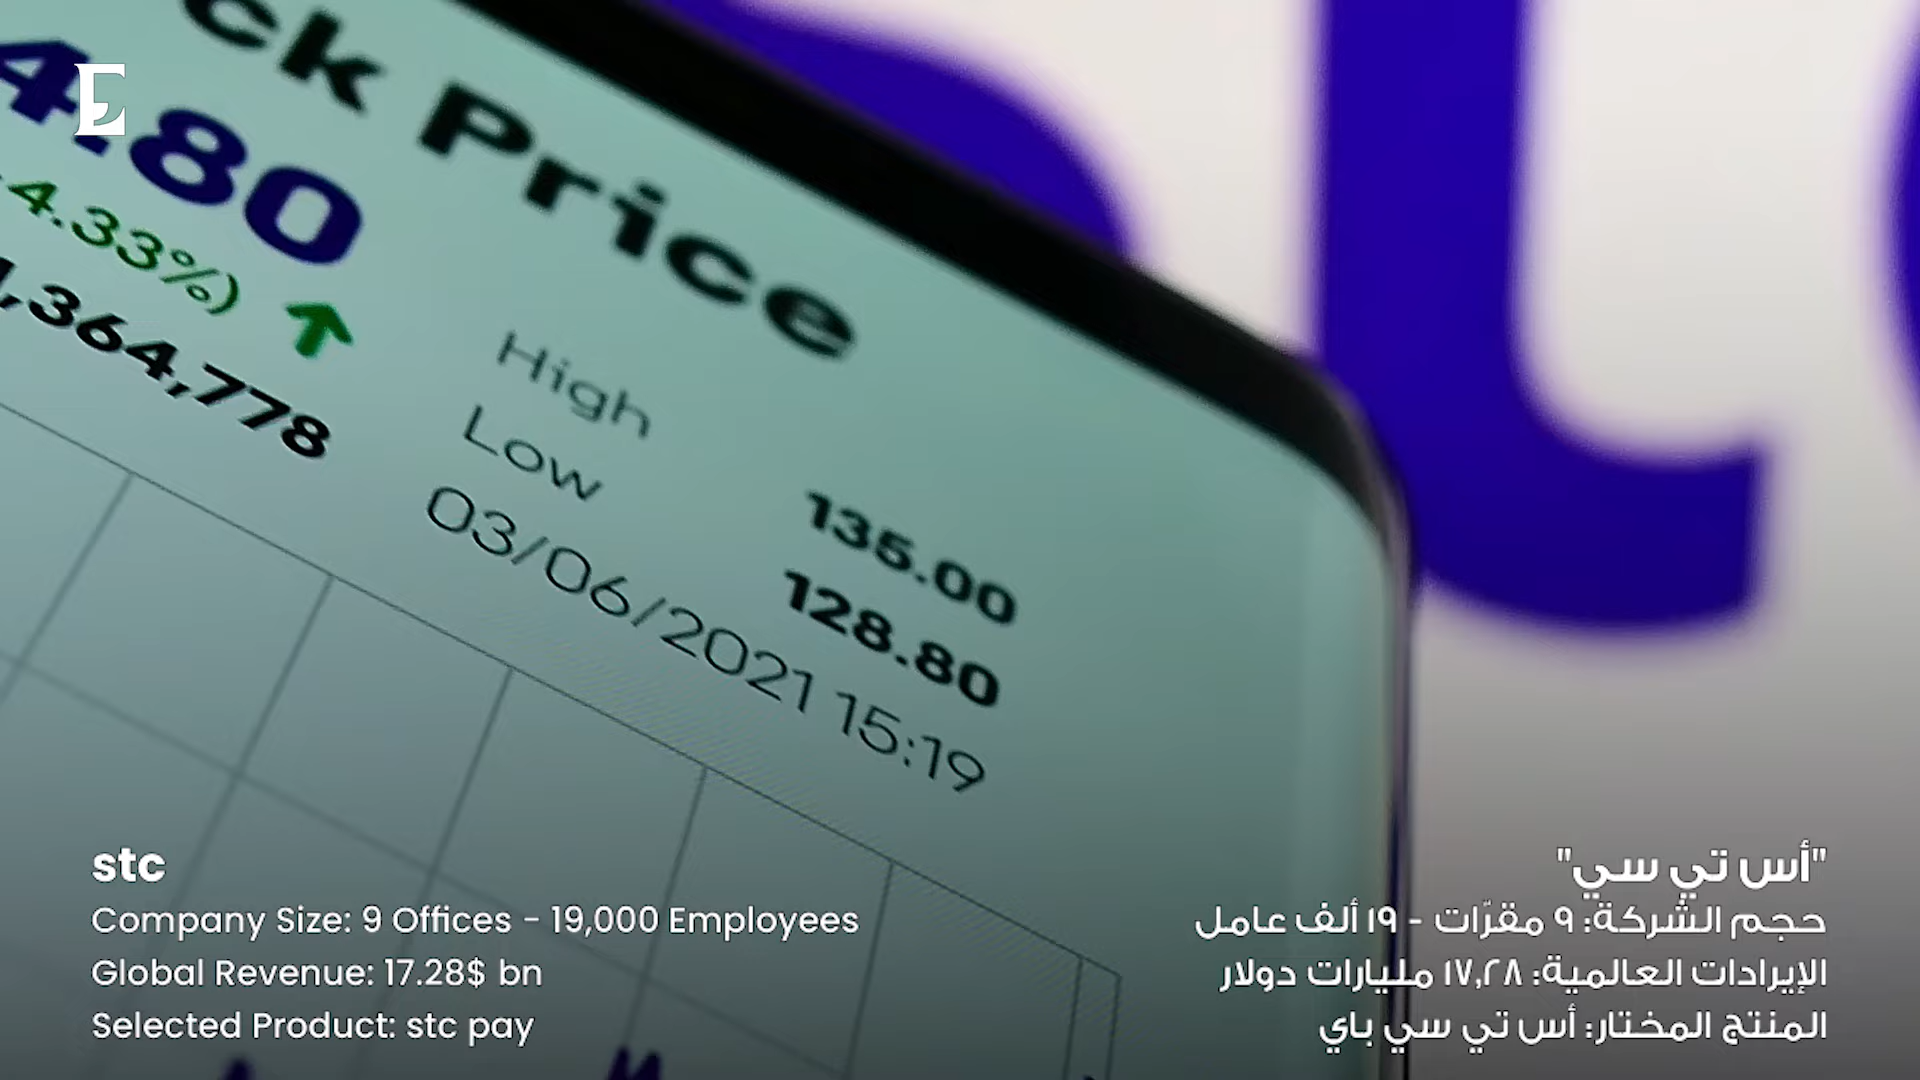 ck Price
4.80
4.33%)
,364,778
High 135.00
Low 128.80
03/06/2021 15:19
stc
Company Size: 9 Offices - 19,000 Employees
Global Revenue: 17.28$ bn
Selected Product: stc pay
"أس تي سي"
حجم الشركة: ٩ مقرّات - ١٩ ألف عامل
الإيرادات العالمية: ١٧,٢٨ مليارات دولار
المنتج المختار: أس تي سي باي